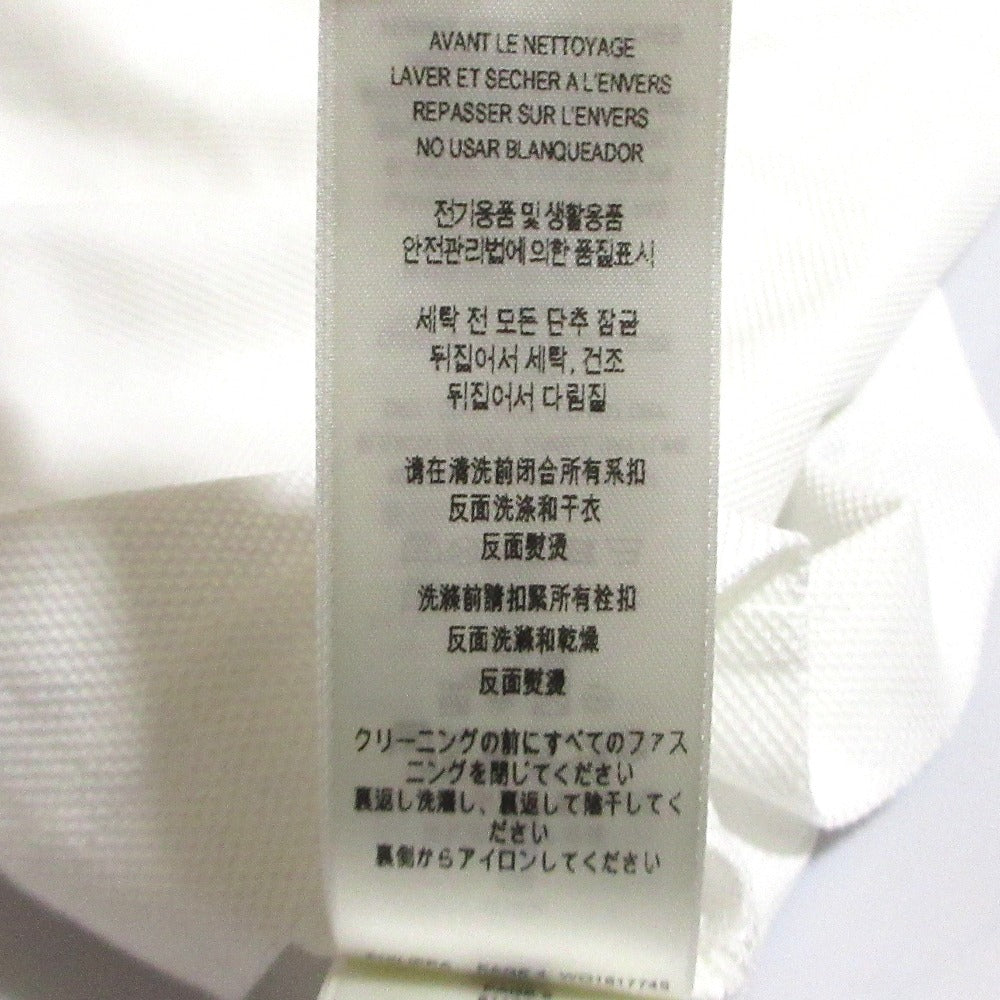 AVANT LE NETTOYAGE
LAVER ET SECHER A L'ENVERS
REPASSER SUR L'ENVERS
NO USAR BLANQUEADOR
전기용품 및 생활용품
안전관리법에 의한 품질표시
세탁 전 모든 단추 잠금
뒤집어서 세탁, 건조
뒤집어서 다림질
请在清洗前闭合所有系扣
反面洗涤和干衣
反面熨烫
洗滌前請扣緊所有栓扣
反面洗滌和乾燥
反面熨燙
クリーニングの前にすべてのファス
ニングを閉じてください
裏返し洗濯し、裏返して陰干してく
ださい
裏側からアイロンしてください